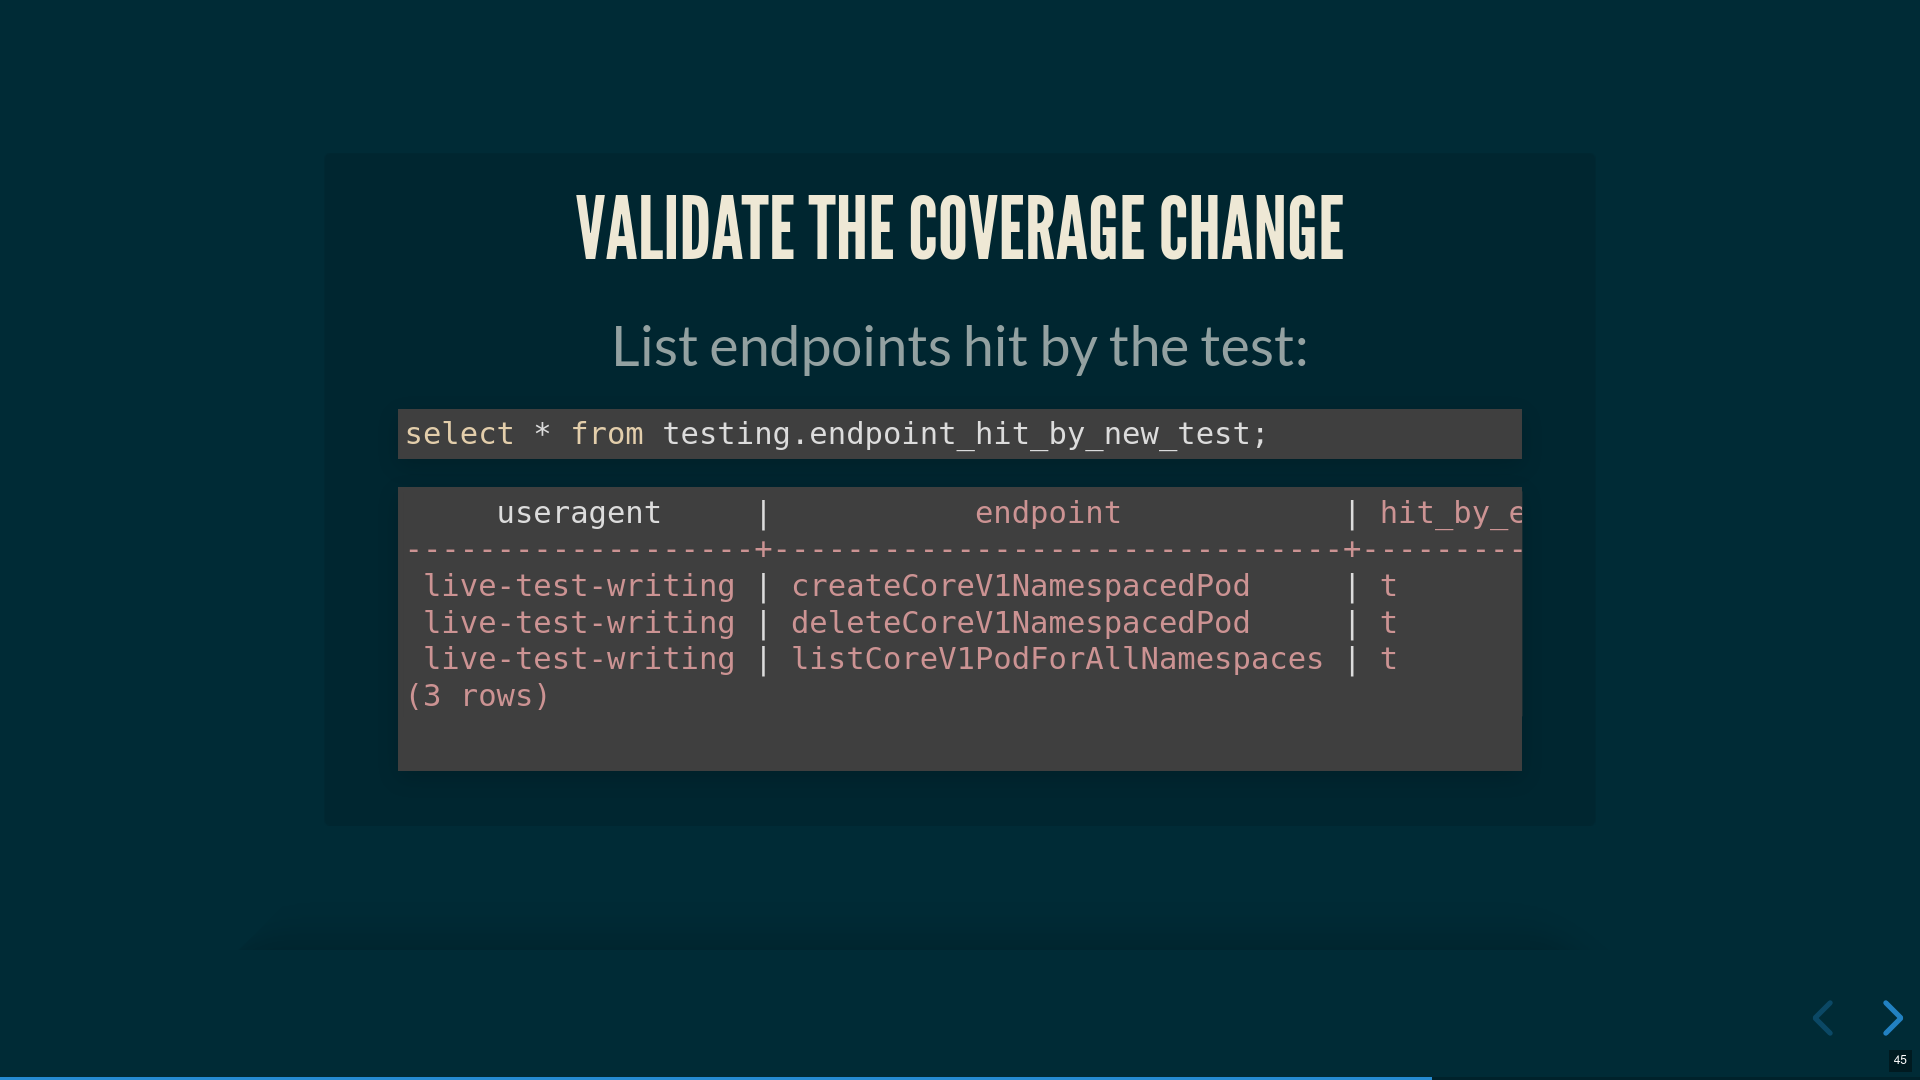 VALIDATE THE COVERAGE CHANGE
List endpoints hit by the test:
select * from testing.endpoint_hit_by_new_test;
     useragent     |           endpoint            | hit_by_e
-------------------+-------------------------------+---------
 live-test-writing | createCoreV1NamespacedPod     | t
 live-test-writing | deleteCoreV1NamespacedPod     | t
 live-test-writing | listCoreV1PodForAllNamespaces | t
(3 rows)
45